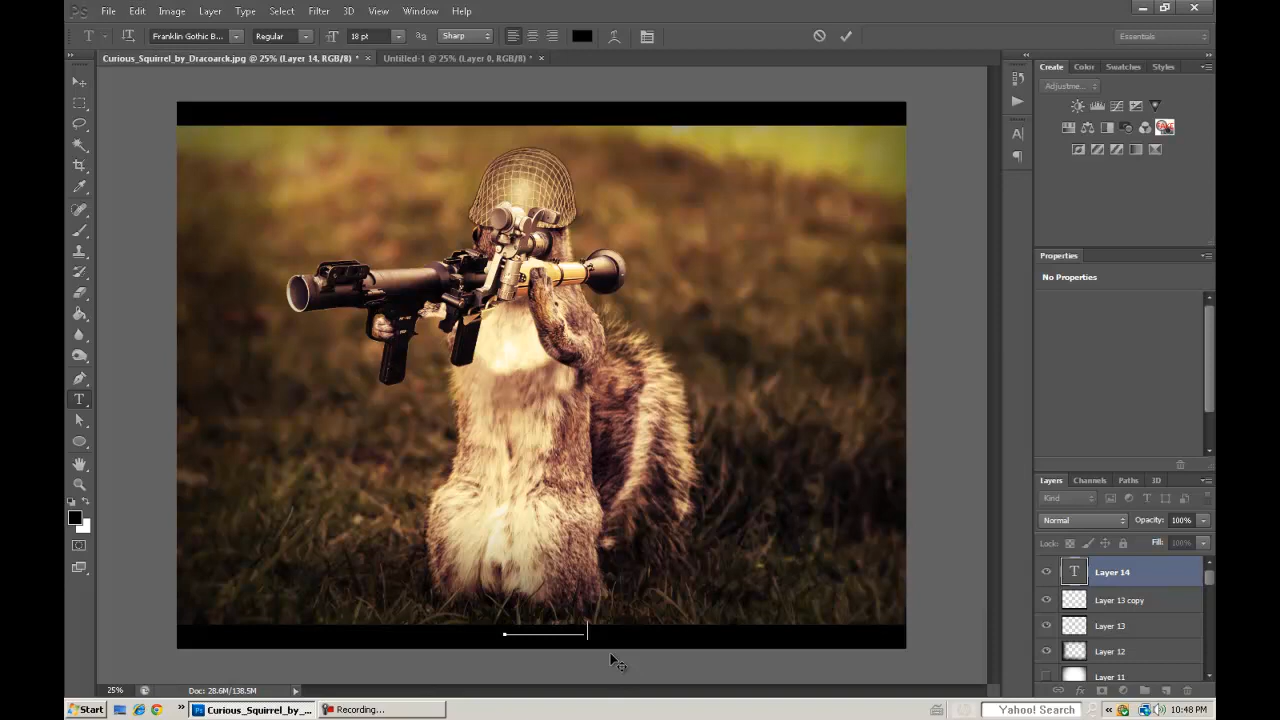 Ps File Edit Image Layer Type Select Filter 3D View Window Help
T Franklin Gothic B... Regular 18 pt Sharp Essentials
Curious_Squirrel_by_Dracoarck.jpg @ 25% (Layer 14, RGB/8) * × Untitled-1 @ 25% (Layer 0, RGB/8) * ×
Create Color Swatches Styles
Adjustme...
Properties
No Properties
Layers Channels Paths 3D
Kind
Normal Opacity: 100%
Lock: Fill: 100%
T Layer 14
Layer 13 copy
Layer 13
Layer 12
Layer 11
25% Doc: 28.6M/138.5M
Start » Ps Curious_Squirrel_by_... Recording... Yahoo! Search « 10:48 PM